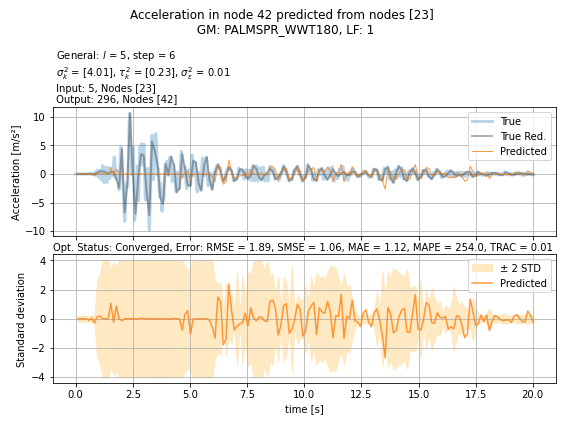 Acceleration in node 42 predicted from nodes [23]
GM: PALMSPR_WWT180, LF: 1
General: l = 5, step = 6
σ²ₖ = [4.01], τ²ₖ = [0.23], σ²ε = 0.01
Input: 5, Nodes [23]
Output: 296, Nodes [42]
Acceleration [m/s²]
10
5
0
−5
−10
True
True Red.
Predicted
Opt. Status: Converged, Error: RMSE = 1.89, SMSE = 1.06, MAE = 1.12, MAPE = 254.0, TRAC = 0.01
Standard deviation
4
2
0
−2
−4
± 2 STD
Predicted
0.0 2.5 5.0 7.5 10.0 12.5 15.0 17.5 20.0
time [s]